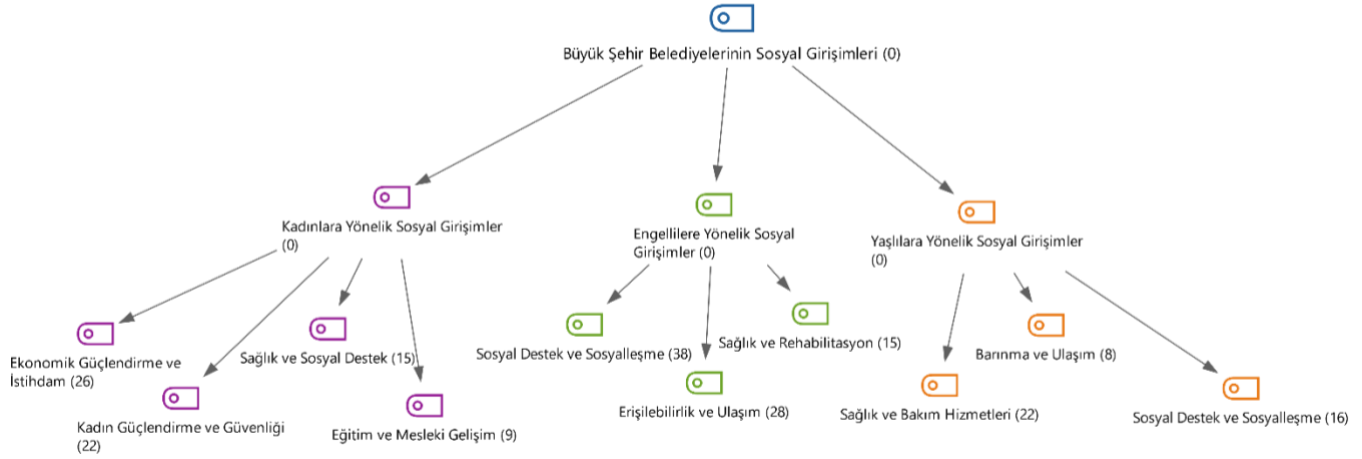 Büyük Şehir Belediyelerinin Sosyal Girişimleri (0)
Kadınlara Yönelik Sosyal Girişimler
(0)
Engellilere Yönelik Sosyal
Girişimler (0)
Yaşlılara Yönelik Sosyal Girişimler
(0)
Ekonomik Güçlendirme ve
İstihdam (26)
Kadın Güçlendirme ve Güvenliği
(22)
Sağlık ve Sosyal Destek (15)
Eğitim ve Mesleki Gelişim (9)
Sosyal Destek ve Sosyalleşme (38)
Erişilebilirlik ve Ulaşım (28)
Sağlık ve Rehabilitasyon (15)
Sağlık ve Bakım Hizmetleri (22)
Barınma ve Ulaşım (8)
Sosyal Destek ve Sosyalleşme (16)